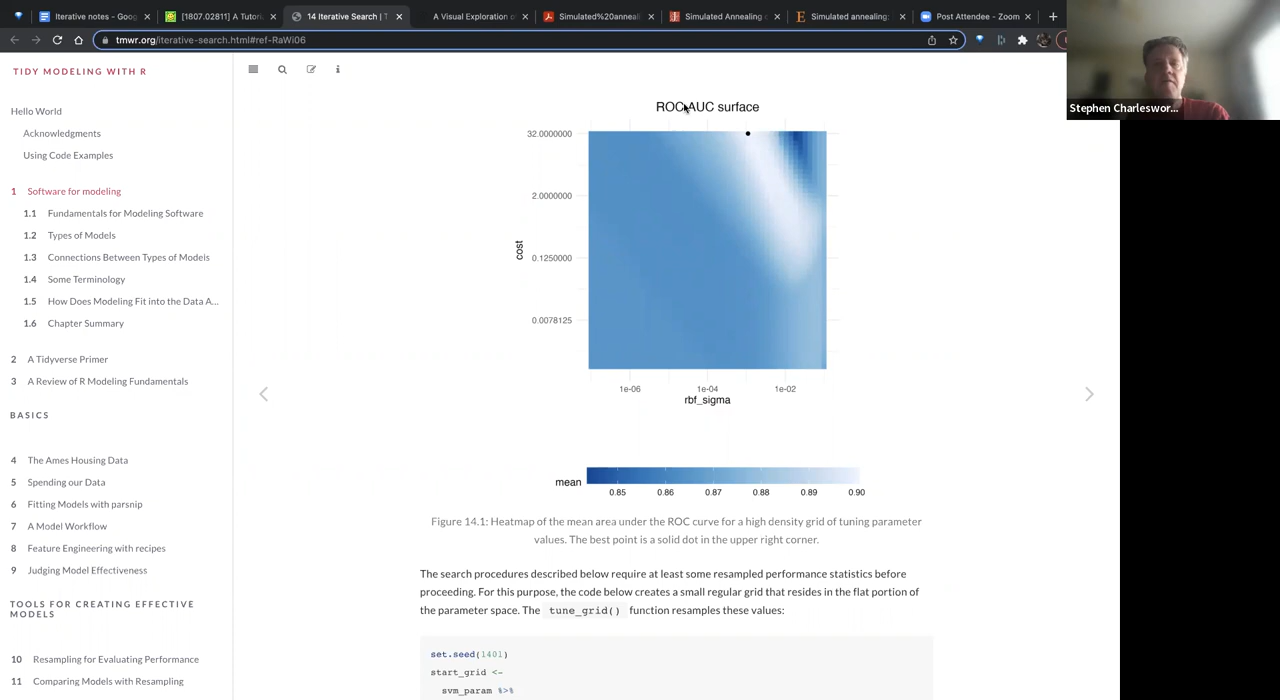 Iterative notes - Goog
[1807.02811] A Tutori
14 Iterative Search | T
A Visual Exploration o
Simulated%20anneal
Simulated Annealing
Simulated annealing:
Post Attendee - Zoom
tmwr.org/iterative-search.html#ref-RaWi06
Stephen Charleswor...
TIDY MODELING WITH R
Hello World
Acknowledgments
Using Code Examples
1 Software for modeling
1.1 Fundamentals for Modeling Software
1.2 Types of Models
1.3 Connections Between Types of Models
1.4 Some Terminology
1.5 How Does Modeling Fit into the Data A...
1.6 Chapter Summary
2 A Tidyverse Primer
3 A Review of R Modeling Fundamentals
BASICS
4 The Ames Housing Data
5 Spending our Data
6 Fitting Models with parsnip
7 A Model Workflow
8 Feature Engineering with recipes
9 Judging Model Effectiveness
TOOLS FOR CREATING EFFECTIVE
MODELS
10 Resampling for Evaluating Performance
11 Comparing Models with Resampling
ROC AUC surface
32.0000000
2.0000000
0.1250000
0.0078125
cost
1e-06 1e-04 1e-02
rbf_sigma
mean
0.85 0.86 0.87 0.88 0.89 0.90
Figure 14.1: Heatmap of the mean area under the ROC curve for a high density grid of tuning parameter
values. The best point is a solid dot in the upper right corner.
The search procedures described below require at least some resampled performance statistics before
proceeding. For this purpose, the code below creates a small regular grid that resides in the flat portion of
the parameter space. The tune_grid() function resamples these values:
set.seed(1401)
start_grid <-
svm_param %>%